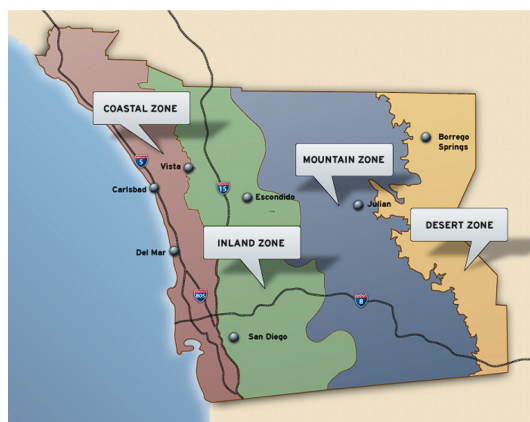 COASTAL ZONE
MOUNTAIN ZONE
Borrego
Springs
5
Vista
Carlsbad
15
Escondido
Julian
DESERT ZONE
INLAND ZONE
Del Mar
805
8
San Diego